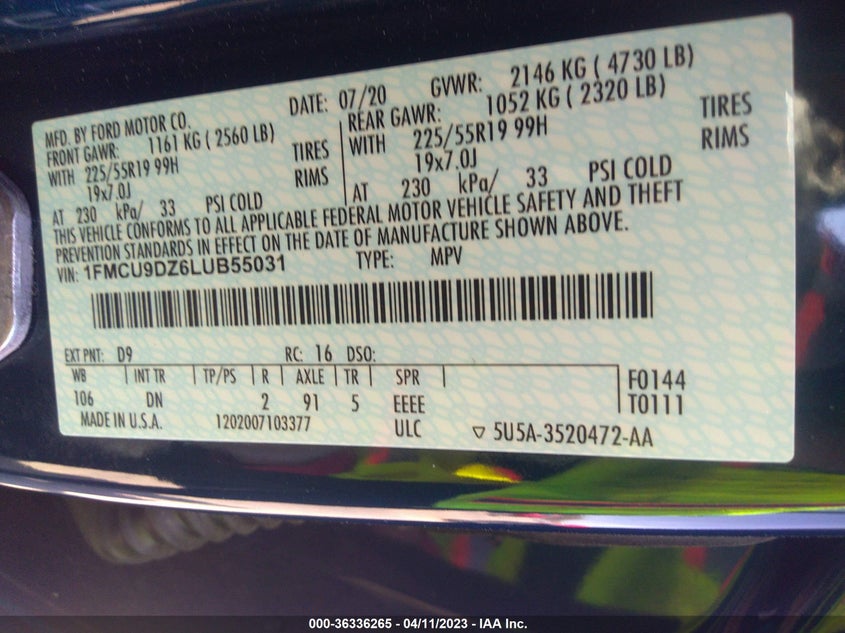 MFD. BY FORD MOTOR CO.
DATE: 07/20 GVWR: 2146 KG ( 4730 LB)
FRONT GAWR: 1161 KG ( 2560 LB)
WITH 225/55R19 99H TIRES
19x7.0J RIMS
AT 230 kPa/ 33 PSI COLD
REAR GAWR: 1052 KG ( 2320 LB)
WITH 225/55R19 99H TIRES
19x7.0J RIMS
AT 230 kPa/ 33 PSI COLD
THIS VEHICLE CONFORMS TO ALL APPLICABLE FEDERAL MOTOR VEHICLE SAFETY AND THEFT
PREVENTION STANDARDS IN EFFECT ON THE DATE OF MANUFACTURE SHOWN ABOVE.
VIN: 1FMCU9DZ6LUB55031 TYPE: MPV
EXT PNT: D9 RC: 16 DSO:
WB INT TR TP/PS R AXLE TR SPR
106 DN 2 91 5 EEEE
F0144
T0111
MADE IN U.S.A. 1202007103377 ULC ▽ 5U5A-3520472-AA
000-36336265 - 04/11/2023 - IAA Inc.